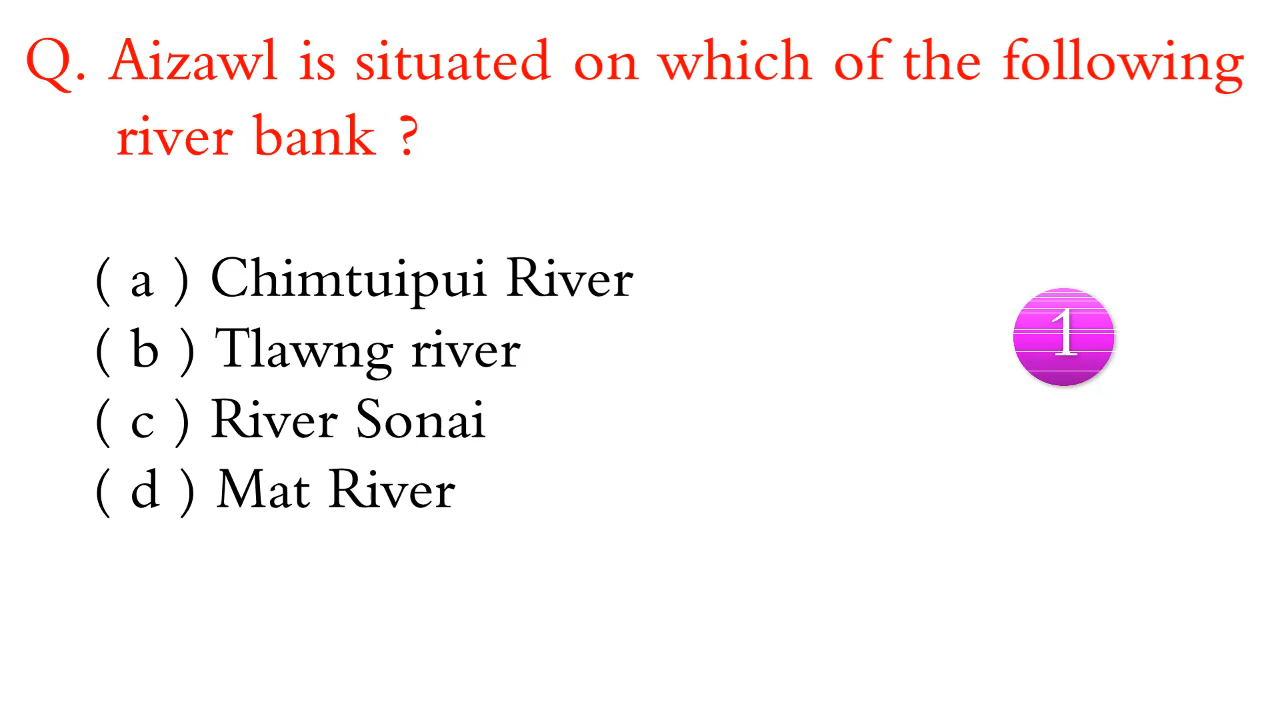 Q. Aizawl is situated on which of the following
river bank ?
( a ) Chimtuipui River
( b ) Tlawng river
( c ) River Sonai
( d ) Mat River
1